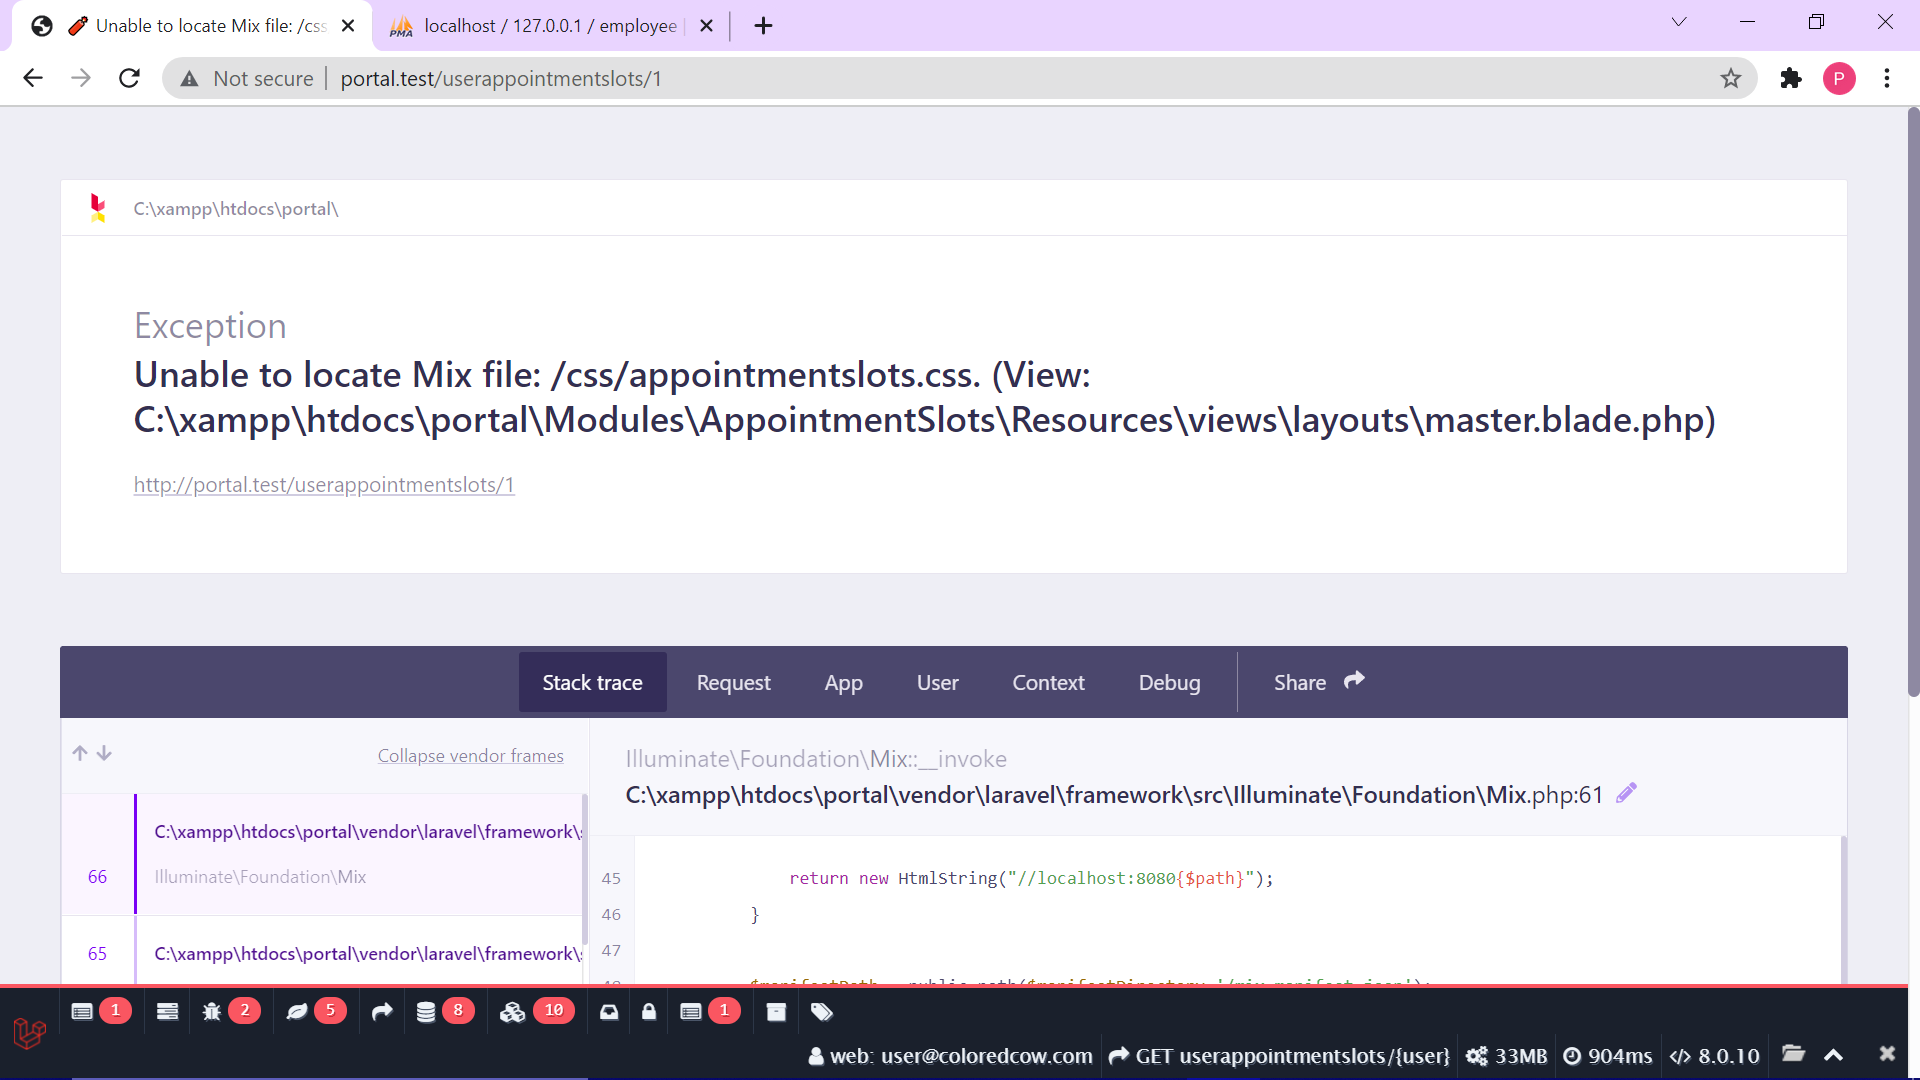 Unable to locate Mix file: /css
localhost / 127.0.0.1 / employee
Not secure
portal.test/userappointmentslots/1
P
C:\xampp\htdocs\portal\
Exception
Unable to locate Mix file: /css/appointmentslots.css. (View:
C:\xampp\htdocs\portal\Modules\AppointmentSlots\Resources\views\layouts\master.blade.php)
http://portal.test/userappointmentslots/1
Stack trace
Request
App
User
Context
Debug
Share
Collapse vendor frames
Illuminate\Foundation\Mix::__invoke
C:\xampp\htdocs\portal\vendor\laravel\framework\src\Illuminate\Foundation\Mix.php:61
C:\xampp\htdocs\portal\vendor\laravel\framework\
66
Illuminate\Foundation\Mix
65
C:\xampp\htdocs\portal\vendor\laravel\framework\
45 return new HtmlString("//localhost:8080{$path}");
46 }
47
1
2
5
8
10
1
web: user@coloredcow.com
GET userappointmentslots/{user}
33MB
904ms
8.0.10